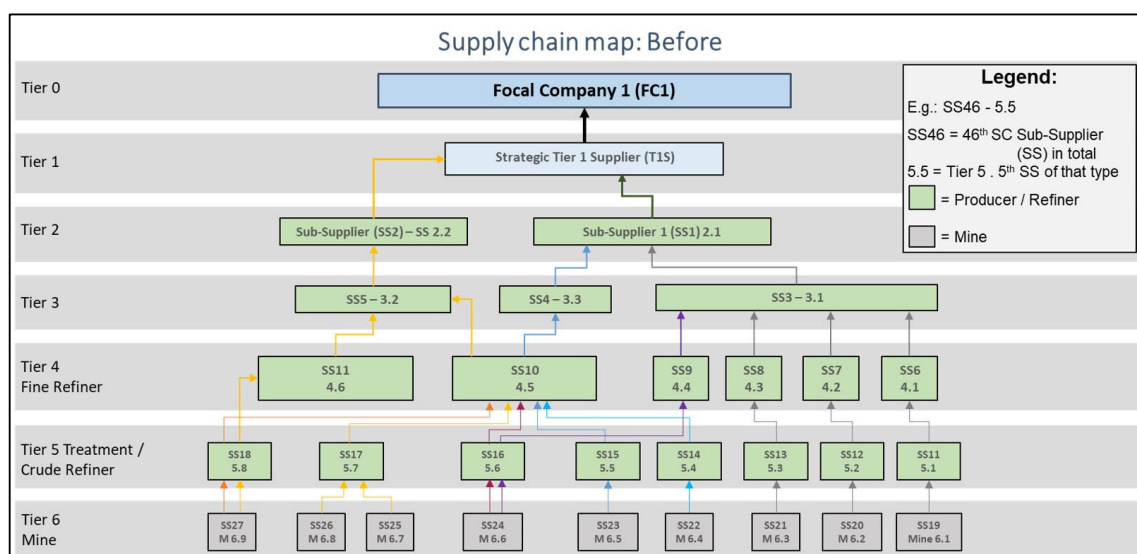 Supply chain map: Before
Tier 0
Focal Company 1 (FC1)
Tier 1
Strategic Tier 1 Supplier (T1S)
Tier 2
Sub-Supplier (SS2) – SS 2.2
Sub-Supplier 1 (SS1) 2.1
Tier 3
SS5 – 3.2
SS4 – 3.3
SS3 – 3.1
Tier 4
Fine Refiner
SS11
4.6
SS10
4.5
SS9
4.4
SS8
4.3
SS7
4.2
SS6
4.1
Tier 5 Treatment /
Crude Refiner
SS18
5.8
SS17
5.7
SS16
5.6
SS15
5.5
SS14
5.4
SS13
5.3
SS12
5.2
SS11
5.1
Tier 6
Mine
SS27
M 6.9
SS26
M 6.8
SS25
M 6.7
SS24
M 6.6
SS23
M 6.5
SS22
M 6.4
SS21
M 6.3
SS20
M 6.2
SS19
Mine 6.1
Legend:
E.g.: SS46 - 5.5
SS46 = 46th SC Sub-Supplier
(SS) in total
5.5 = Tier 5 . 5th SS of that type
= Producer / Refiner
= Mine